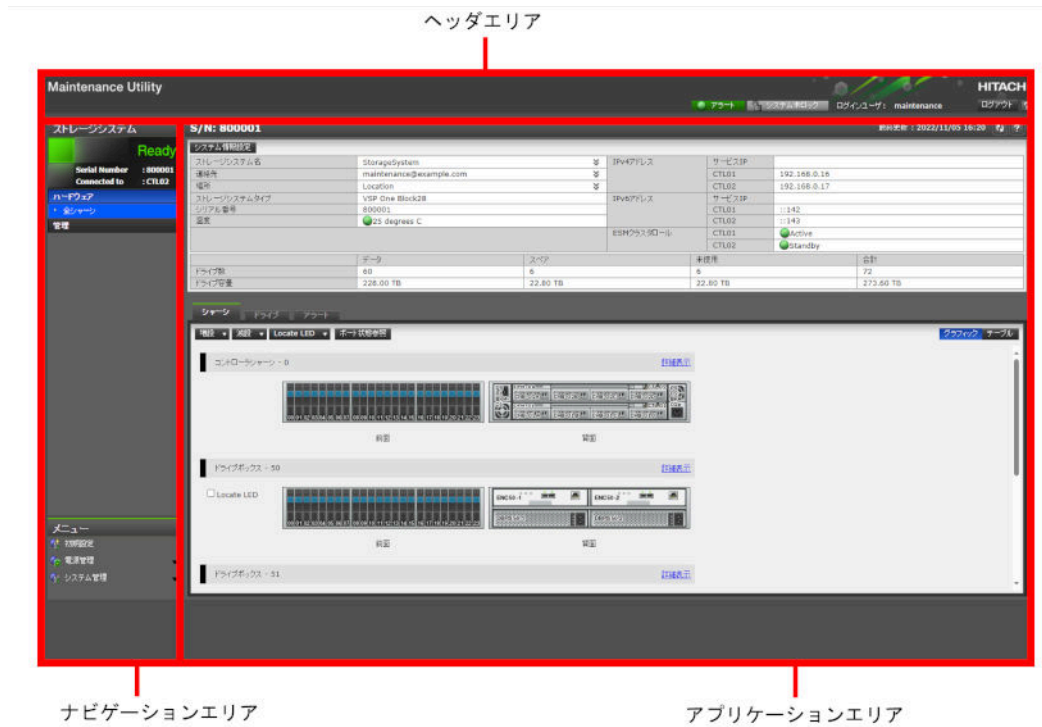 ヘッダエリア
Maintenance Utility
HITACH
アラート システム未ロック ログインユーザ: maintenance ログアウト
ストレージシステム
Ready
Serial Number : 800001
Connected to : CTL02
ハードウェア
全シャーシ
管理
メニュー
初期設定
電源管理
システム管理
S/N: 800001
最終更新 : 2022/11/05 16:20 ?
システム情報設定
ストレージシステム名 StorageSystem
連絡先 maintenance@example.com
場所 Location
ストレージシステムタイプ VSP One Block28
シリアル番号 800001
温度 25 degrees C
IPv4アドレス サービスIP
CTL01 192.168.0.16
CTL02 192.168.0.17
IPv6アドレス サービスIP
CTL01 ::142
CTL02 ::143
ESMクラスタロール CTL01 Active
CTL02 Standby
データ スペア 未使用 合計
ドライブ数 60 6 6 72
ドライブ容量 228.00 TB 22.80 TB 22.80 TB 273.60 TB
シャーシ ドライブ アラート
増設 減設 Locate LED ポート状態参照
グラフィック テーブル
コントローラシャーシ - 0 詳細表示
前面 背面
ドライブボックス - 50 詳細表示
Locate LED
ENC50-1 ENC50-2
前面 背面
ドライブボックス - 51 詳細表示
ナビゲーションエリア
アプリケーションエリア